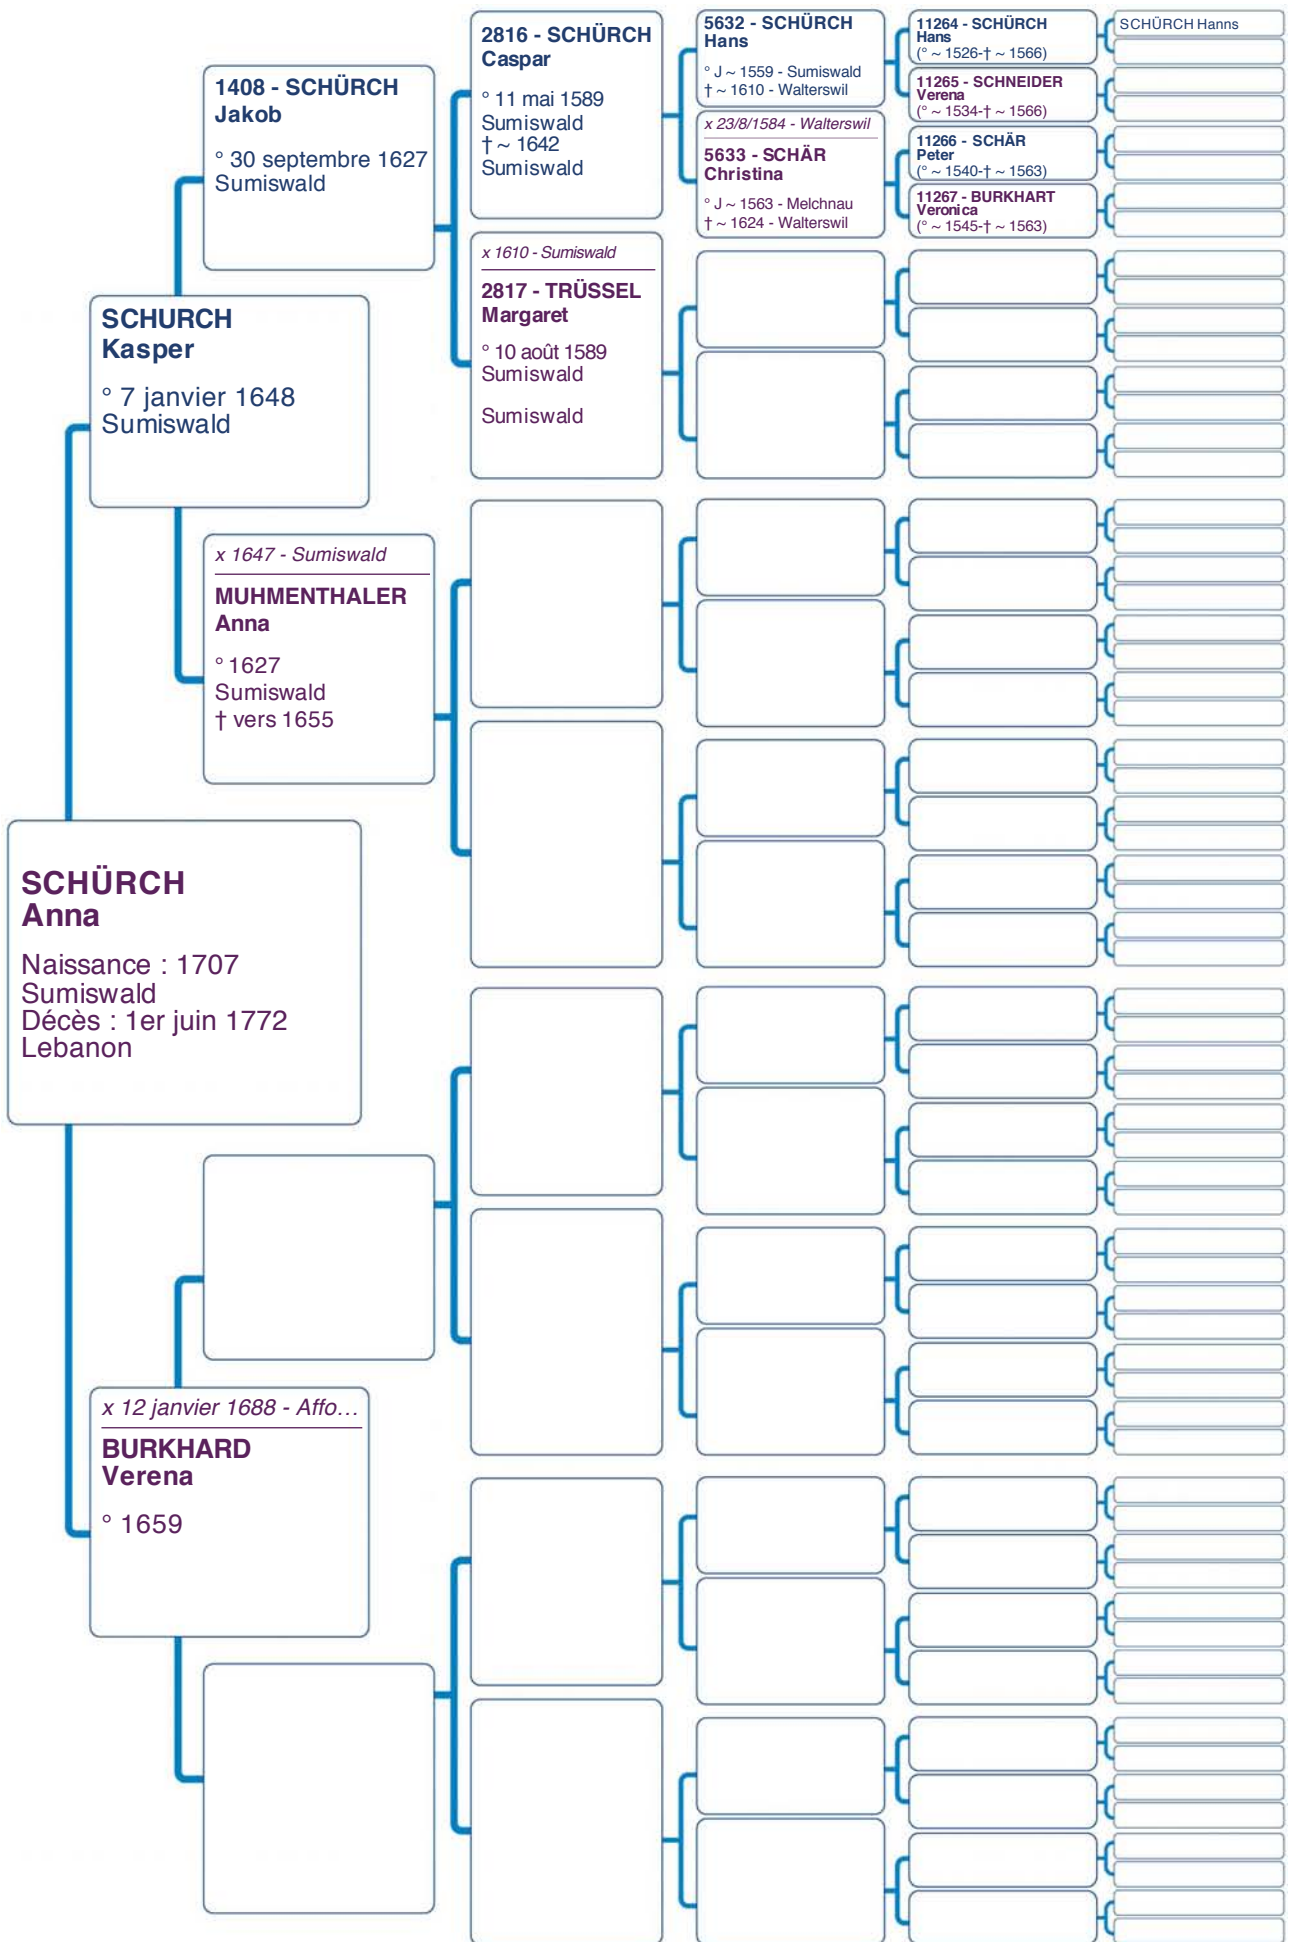 SCHÜRCH
Anna
Naissance : 1707
Sumiswald
Décès : 1er juin 1772
Lebanon
SCHURCH
Kasper
° 7 janvier 1648
Sumiswald
x 12 janvier 1688 - Affo…
BURKHARD
Verena
° 1659
1408 - SCHÜRCH
Jakob
° 30 septembre 1627
Sumiswald
x 1647 - Sumiswald
MUHMENTHALER
Anna
° 1627
Sumiswald
† vers 1655
2816 - SCHÜRCH
Caspar
° 11 mai 1589
Sumiswald
† ~ 1642
Sumiswald
x 1610 - Sumiswald
2817 - TRÜSSEL
Margaret
° 10 août 1589
Sumiswald
Sumiswald
5632 - SCHÜRCH
Hans
° J ~ 1559 - Sumiswald
† ~ 1610 - Walterswil
x 23/8/1584 - Walterswil
5633 - SCHÄR
Christina
° J ~ 1563 - Melchnau
† ~ 1624 - Walterswil
11264 - SCHÜRCH
Hans
(° ~ 1526-† ~ 1566)
11265 - SCHNEIDER
Verena
(° ~ 1534-† ~ 1566)
11266 - SCHÄR
Peter
(° ~ 1540-† ~ 1563)
11267 - BURKHART
Veronica
(° ~ 1545-† ~ 1563)
SCHÜRCH Hanns